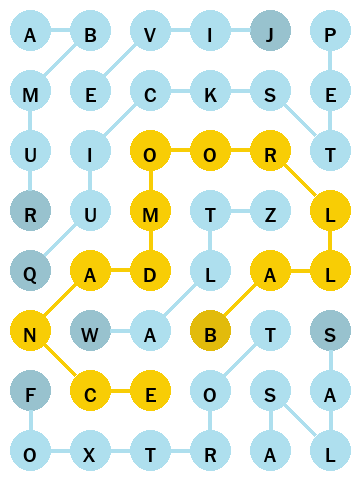 A B V I J P
M E C K S E
U I O O R T
R U M T Z L
Q A D L A L
N W A B T S
F C E O S A
O X T R A L